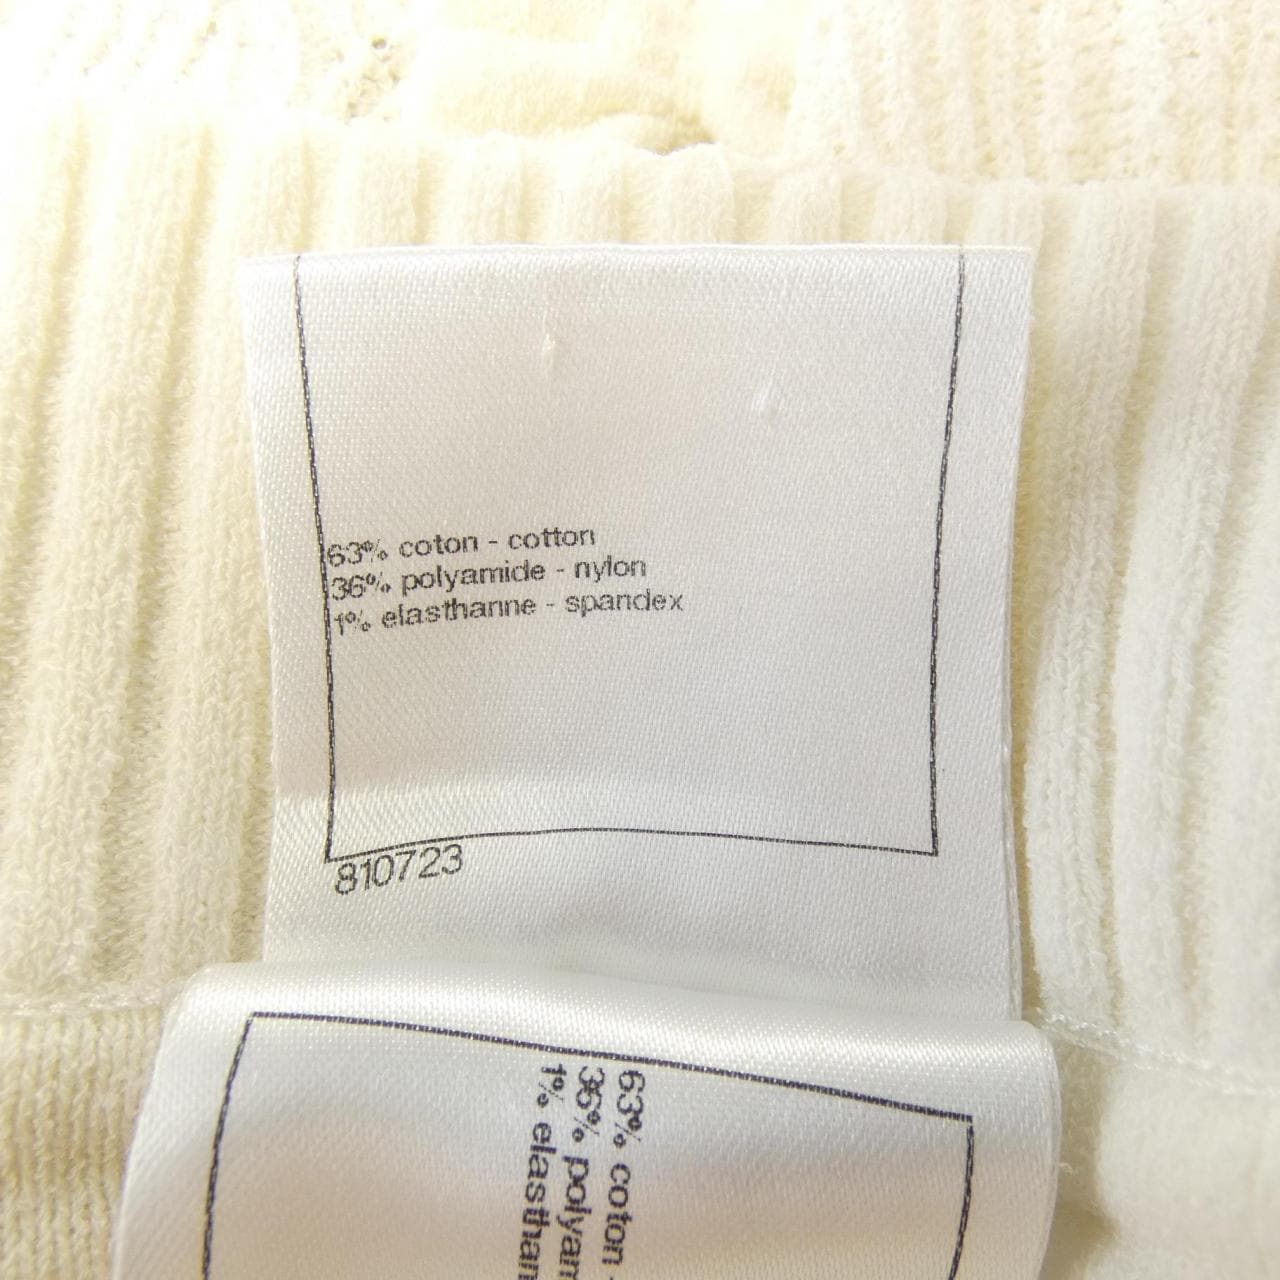 63% coton - cotton
36% polyamide - nylon
1% elasthanne - spandex
810723
63% coton -
36% polyam
1% elasthan